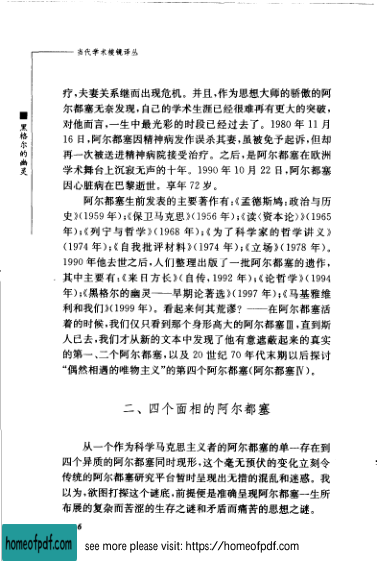 当代学术棱镜译丛
黑格尔的幽灵
疗,夫妻关系继而出现危机。并且,作为思想大师的骄傲的阿
尔都塞无奈发现,自己的学术生涯已经很难再有更大的突破,
对他而言,一生中最光彩的时段已经过去了。1980 年 11 月
16 日,阿尔都塞因精神病发作误杀其妻,虽被免予起诉,但却
再一次被送进精神病院接受治疗。之后,是阿尔都塞在欧洲
学术舞台上沉寂无声的十年。1990 年 10 月 22 日,阿尔都塞
因心脏病在巴黎逝世。享年 72 岁。
阿尔都塞生前发表的主要著作有:《孟德斯鸠:政治与历
史》(1959 年);《保卫马克思》(1956 年);《读〈资本论〉》(1965
年);《列宁与哲学》(1968 年);《为了科学家的哲学讲义》
(1974 年);《自我批评材料》(1974 年);《立场》(1978 年)。
1990 年他去世之后,人们整理出版了一批阿尔都塞的遗作,
其中主要有:《来日方长》(自传,1992 年);《论哲学》(1994
年);《黑格尔的幽灵——早期论著选》(1997 年);《马基雅维
利和我们》(1999 年)。看起来何其荒谬?——在阿尔都塞活
着的时候,我们仅只看到那个身形高大的阿尔都塞Ⅲ,直到斯
人已去,我们才从新的文本中发现了他有意遮蔽起来的真实
的第一、二个阿尔都塞,以及 20 世纪 70 年代末期以后探讨
“偶然相遇的唯物主义”的第四个阿尔都塞(阿尔都塞Ⅳ)。
二、四个面相的阿尔都塞
从一个作为科学马克思主义者的阿尔都塞的单一存在到
四个异质的阿尔都塞同时现形,这个毫无预伏的变化立刻令
传统的阿尔都塞研究平台暂时呈现出无措的混乱和迷惑。我
以为,欲图打探这个谜底,前提便是准确呈现阿尔都塞一生所
布展的复杂而苦涩的生存之谜和矛盾而痛苦的思想之谜。
6
homeofpdf.com
see more please visit: https://homeofpdf.com